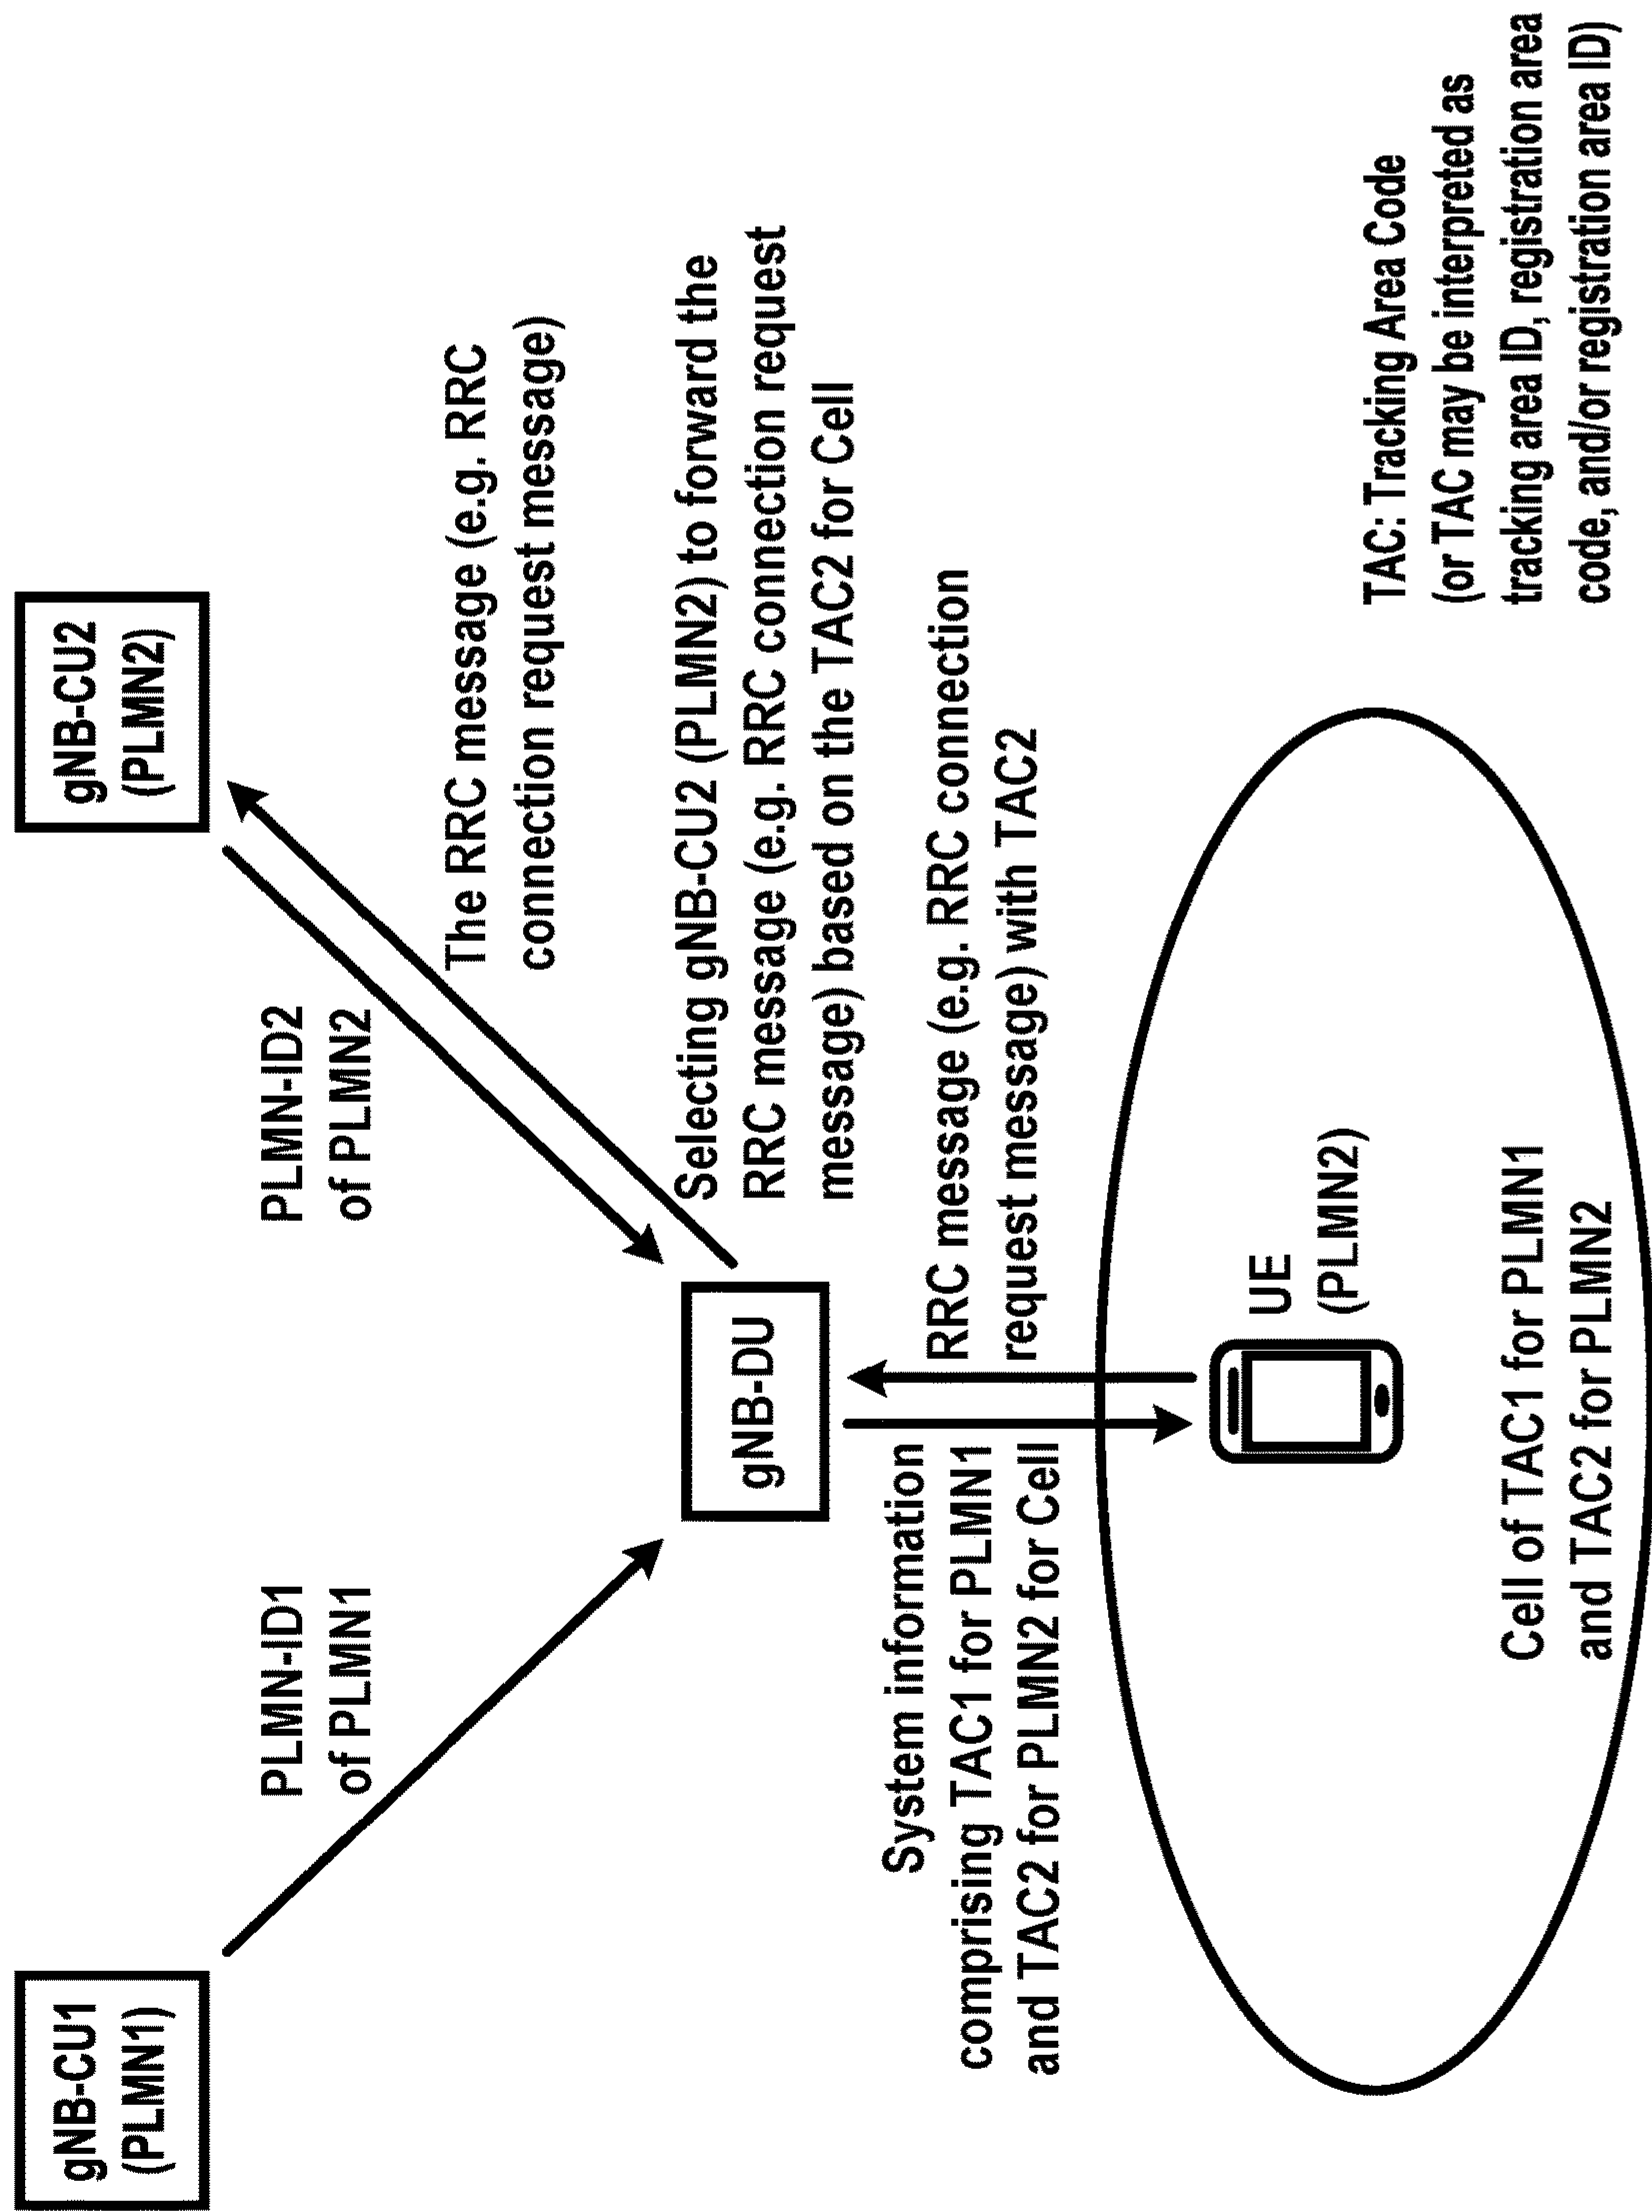 gNB-CU1
(PLMN1)
gNB-CU2
(PLMN2)
PLMN-ID1
of PLMN1
PLMN-ID2
of PLMN2
The RRC message (e.g. RRC
connection request message)
gNB-DU
Selecting gNB-CU2 (PLMN2) to forward the
RRC message (e.g. RRC connection request
message) based on the TAC2 for Cell
System information
comprising TAC1 for PLMN1
and TAC2 for PLMN2 for Cell
RRC message (e.g. RRC connection
request message) with TAC2
UE
(PLMN2)
Cell of TAC1 for PLMN1
and TAC2 for PLMN2
TAC: Tracking Area Code
(or TAC may be interpreted as
tracking area ID, registration area
code, and/or registration area ID)